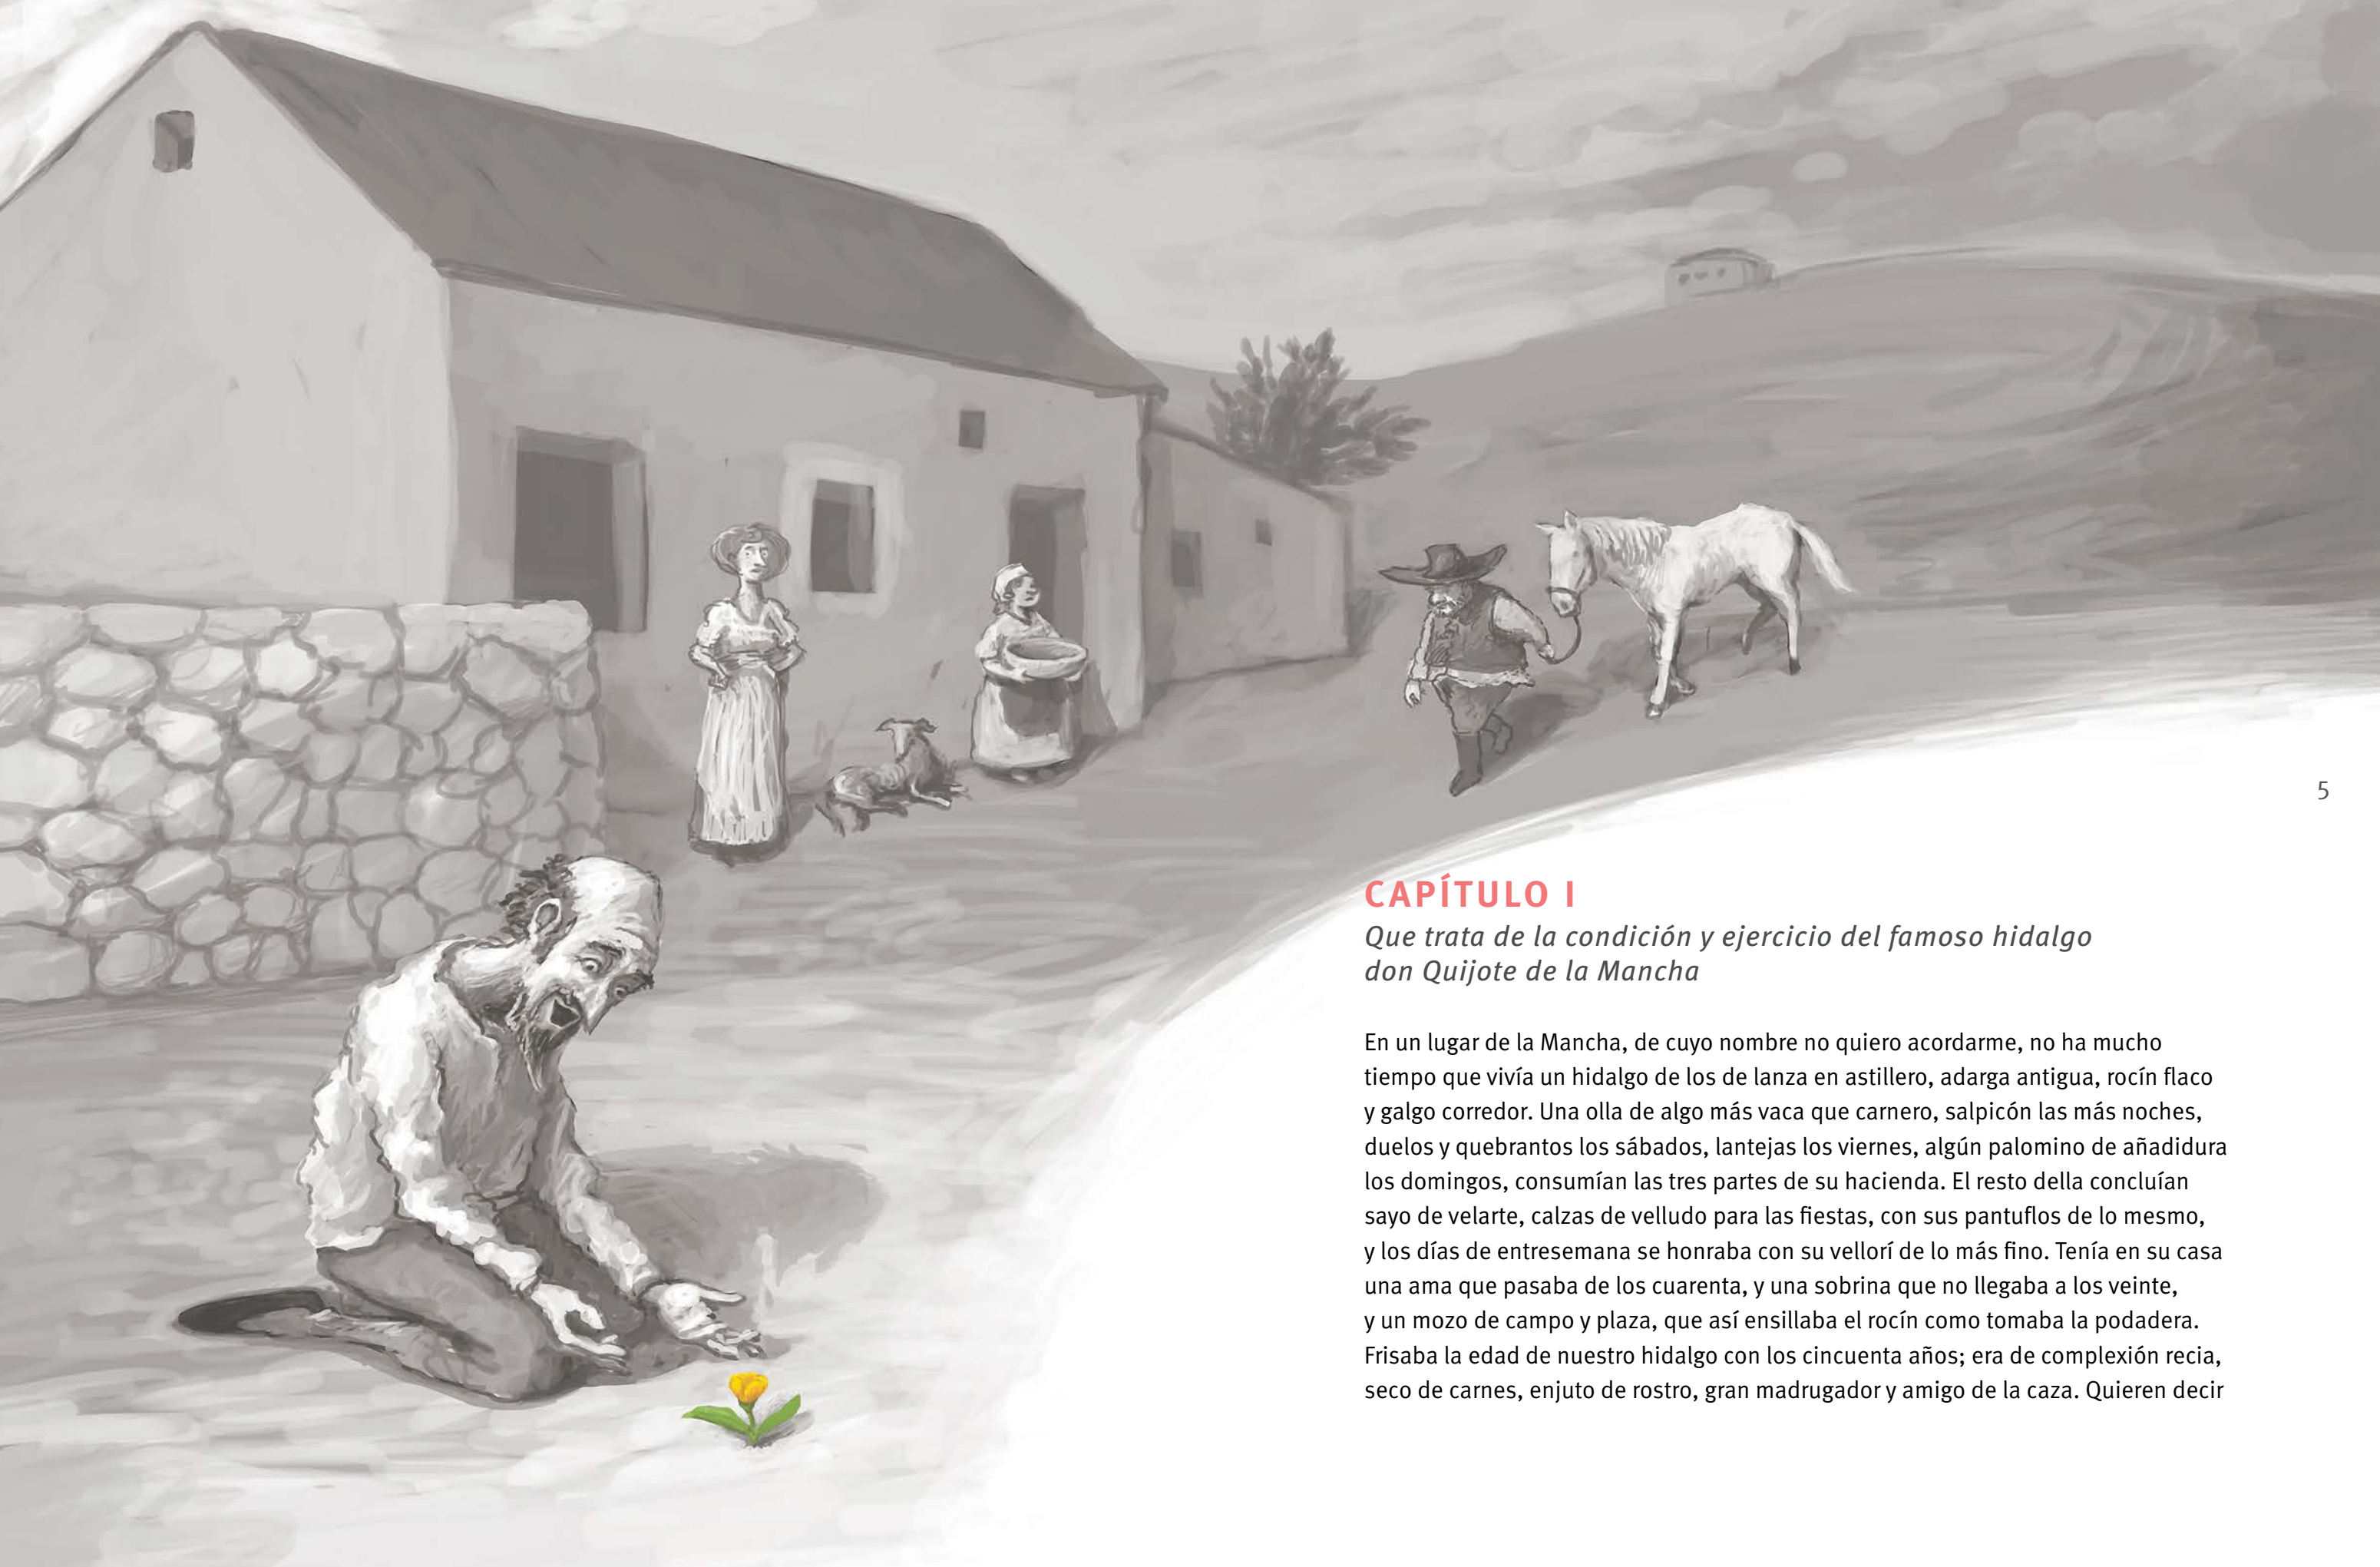 5
CAPÍTULO I
Que trata de la condición y ejercicio del famoso hidalgo
don Quijote de la Mancha
En un lugar de la Mancha, de cuyo nombre no quiero acordarme, no ha mucho
tiempo que vivía un hidalgo de los de lanza en astillero, adarga antigua, rocín flaco
y galgo corredor. Una olla de algo más vaca que carnero, salpicón las más noches,
duelos y quebrantos los sábados, lantejas los viernes, algún palomino de añadidura
los domingos, consumían las tres partes de su hacienda. El resto della concluían
sayo de velarte, calzas de velludo para las fiestas, con sus pantuflos de lo mesmo,
y los días de entresemana se honraba con su vellorí de lo más fino. Tenía en su casa
una ama que pasaba de los cuarenta, y una sobrina que no llegaba a los veinte,
y un mozo de campo y plaza, que así ensillaba el rocín como tomaba la podadera.
Frisaba la edad de nuestro hidalgo con los cincuenta años; era de complexión recia,
seco de carnes, enjuto de rostro, gran madrugador y amigo de la caza. Quieren decir